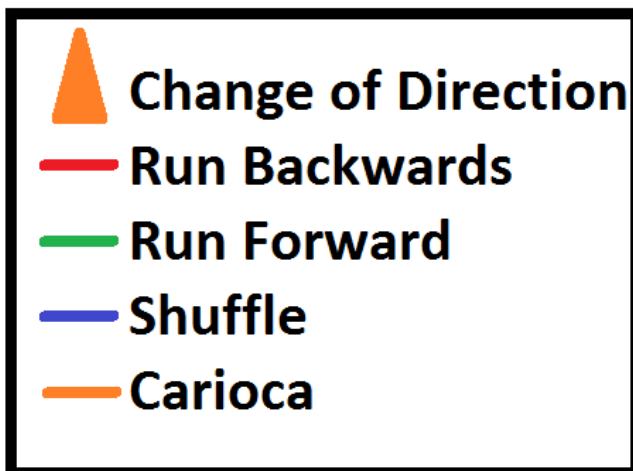 Change of Direction
Run Backwards
Run Forward
Shuffle
Carioca